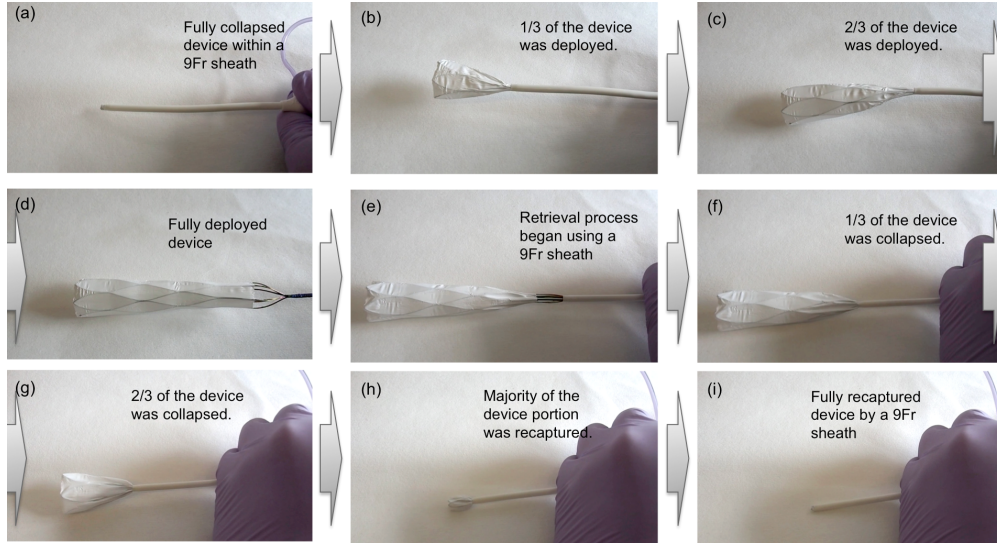 (a)
Fully collapsed
device within a
9Fr sheath
(b)
1/3 of the device
was deployed.
(c)
2/3 of the device
was deployed.
(d)
Fully deployed
device
(e)
Retrieval process
began using a
9Fr sheath
(f)
1/3 of the device
was collapsed.
(g)
2/3 of the device
was collapsed.
(h)
Majority of the
device portion
was recaptured.
(i)
Fully recaptured
device by a 9Fr
sheath